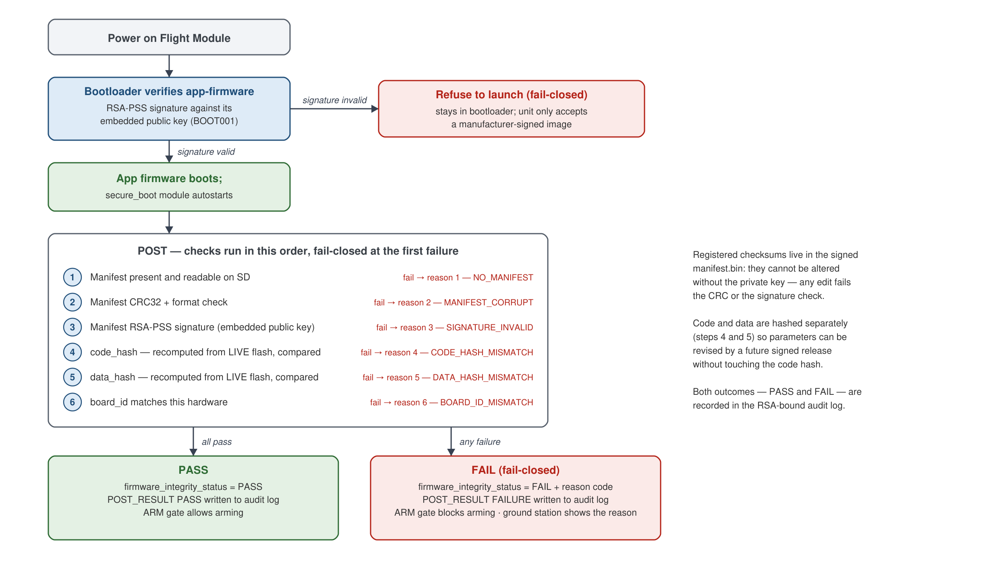 Power on Flight Module
Bootloader verifies app-firmware
RSA-PSS signature against its
embedded public key (BOOT001)
signature invalid
Refuse to launch (fail-closed)
stays in bootloader; unit only accepts
a manufacturer-signed image
signature valid
App firmware boots;
secure_boot module autostarts
POST — checks run in this order, fail-closed at the first failure
1 Manifest present and readable on SD fail → reason 1 — NO_MANIFEST
2 Manifest CRC32 + format check fail → reason 2 — MANIFEST_CORRUPT
3 Manifest RSA-PSS signature (embedded public key) fail → reason 3 — SIGNATURE_INVALID
4 code_hash — recomputed from LIVE flash, compared fail → reason 4 — CODE_HASH_MISMATCH
5 data_hash — recomputed from LIVE flash, compared fail → reason 5 — DATA_HASH_MISMATCH
6 board_id matches this hardware fail → reason 6 — BOARD_ID_MISMATCH
Registered checksums live in the signed
manifest.bin: they cannot be altered
without the private key — any edit fails
the CRC or the signature check.
Code and data are hashed separately
(steps 4 and 5) so parameters can be
revised by a future signed release
without touching the code hash.
Both outcomes — PASS and FAIL — are
recorded in the RSA-bound audit log.
all pass
any failure
PASS
firmware_integrity_status = PASS
POST_RESULT PASS written to audit log
ARM gate allows arming
FAIL (fail-closed)
firmware_integrity_status = FAIL + reason code
POST_RESULT FAILURE written to audit log
ARM gate blocks arming · ground station shows the reason